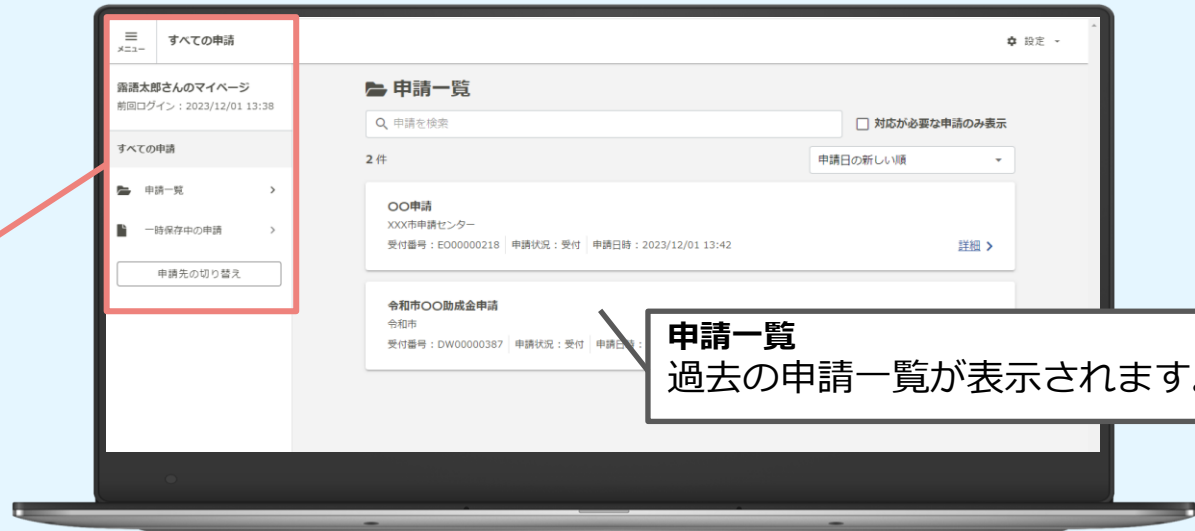 メニュー
すべての申請
設定
露語太郎さんのマイページ
前回ログイン：2023/12/01 13:38
すべての申請
申請一覧
一時保存中の申請
申請先の切り替え
申請一覧
申請を検索
対応が必要な申請のみ表示
2 件
申請日の新しい順
〇〇申請
XXX市申請センター
受付番号：EO00000218 申請状況：受付 申請日時：2023/12/01 13:42
詳細
令和市〇〇助成金申請
令和市
受付番号：DW00000387 申請状況：受付 申請日時：
申請一覧
過去の申請一覧が表示されます。